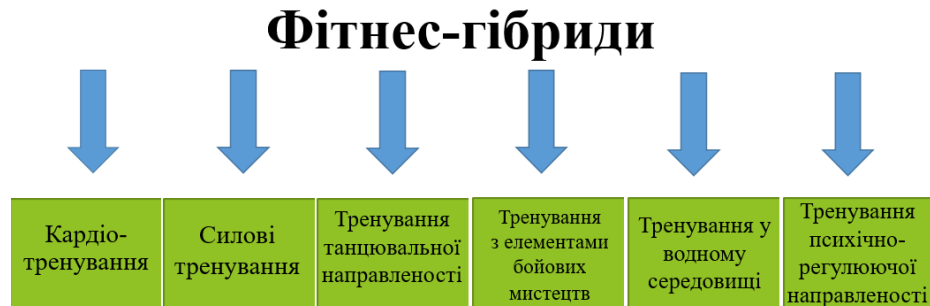 Фітнес-гібриди
Кардіо-
тренування
Силові
тренування
Тренування
танцювальної
направленості
Тренування
з елементами
бойових
мистецтв
Тренування у
водному
середовищі
Тренування
психічно-
регулюючої
направленості